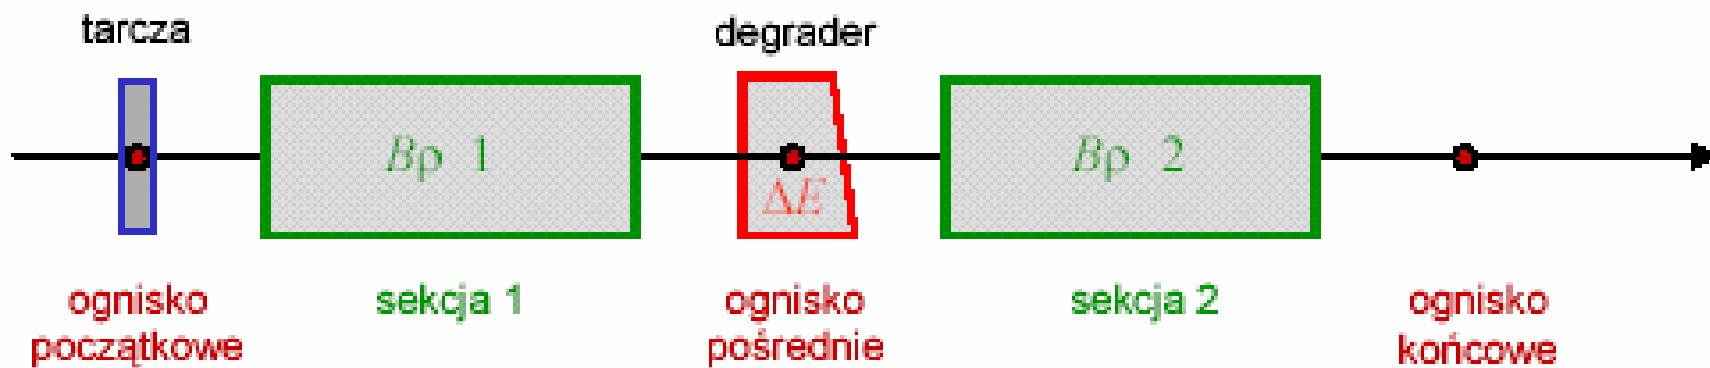 tarcza
degrader
Bρ 1
ΔE
Bρ 2
ognisko
początkowe
sekcja 1
ognisko
pośrednie
sekcja 2
ognisko
końcowe